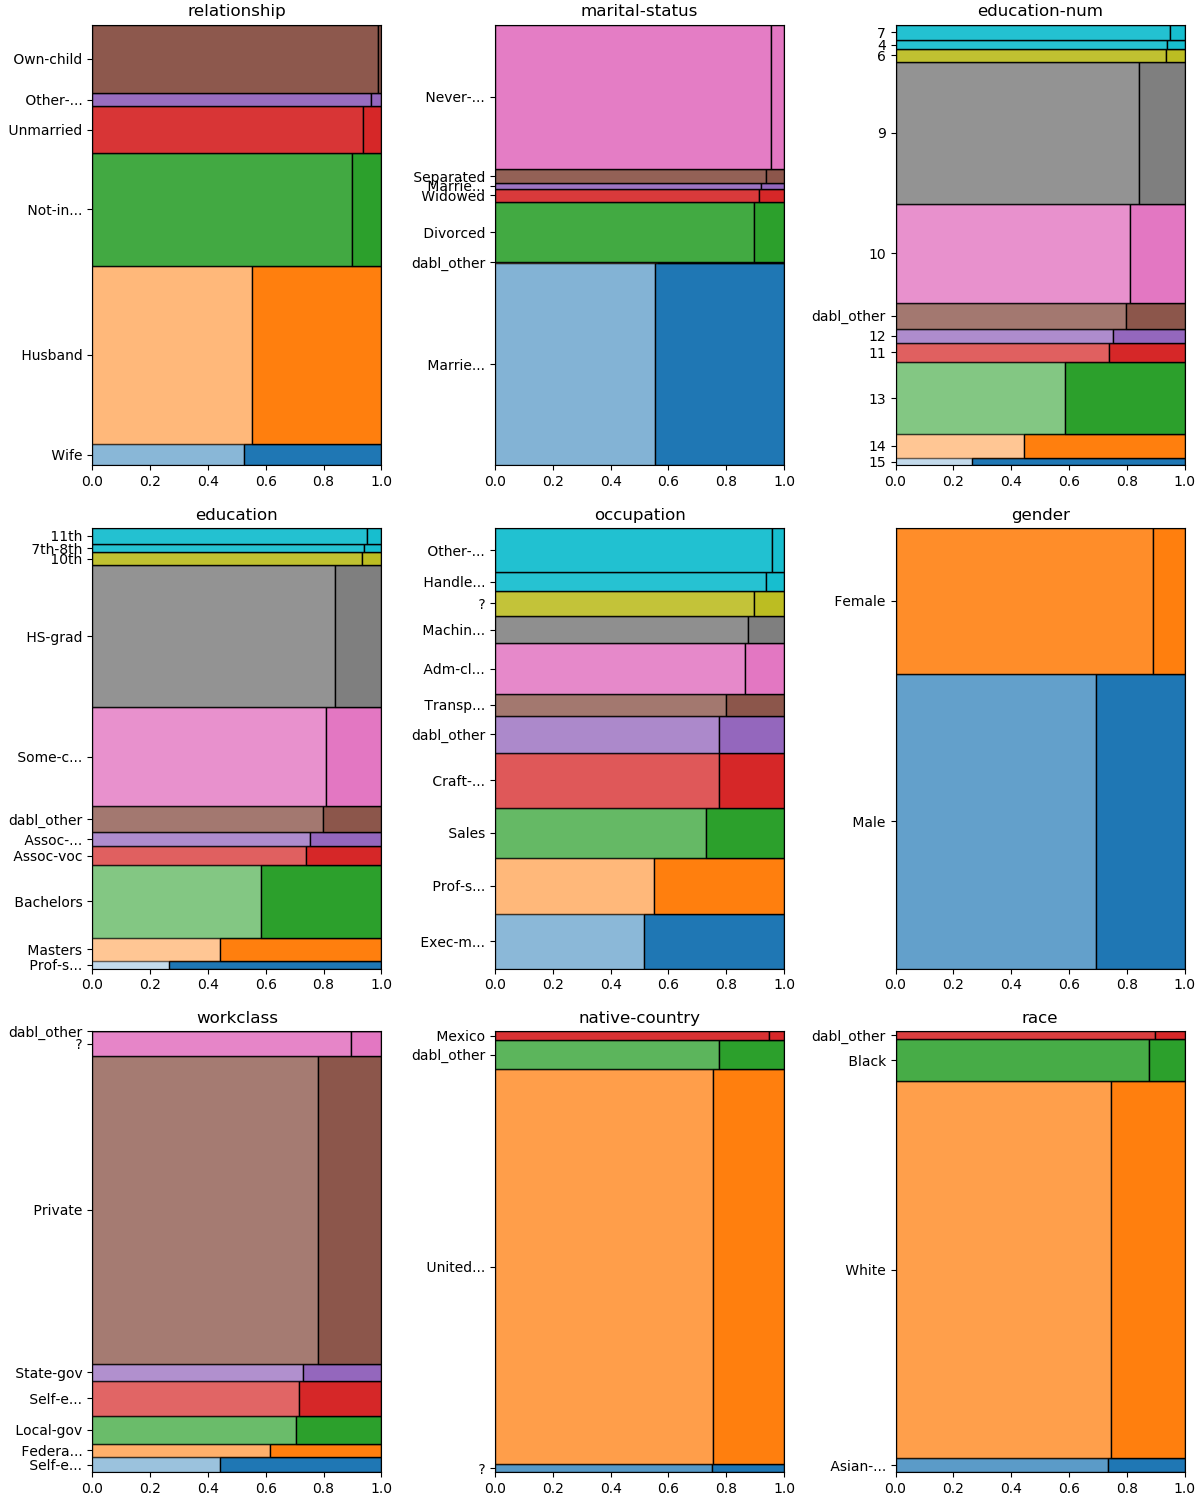 relationship
marital-status
education-num
Own-child
Other-...
Unmarried
Not-in...
Husband
Wife
0.0 0.2 0.4 0.6 0.8 1.0
Never-...
Separated
Marrie...
Widowed
Divorced
dabl_other
Marrie...
0.0 0.2 0.4 0.6 0.8 1.0
7
4
6
9
10
dabl_other
12
11
13
14
15
0.0 0.2 0.4 0.6 0.8 1.0
education
occupation
gender
11th
7th-8th
10th
HS-grad
Some-c...
dabl_other
Assoc-...
Assoc-voc
Bachelors
Masters
Prof-s...
0.0 0.2 0.4 0.6 0.8 1.0
Other-...
Handle...
?
Machin...
Adm-cl...
Transp...
dabl_other
Craft-...
Sales
Prof-s...
Exec-m...
0.0 0.2 0.4 0.6 0.8 1.0
Female
Male
0.0 0.2 0.4 0.6 0.8 1.0
workclass
native-country
race
dabl_other
?
Private
State-gov
Self-e...
Local-gov
Federa...
Self-e...
0.0 0.2 0.4 0.6 0.8 1.0
Mexico
dabl_other
United...
?
0.0 0.2 0.4 0.6 0.8 1.0
dabl_other
Black
White
Asian-...
0.0 0.2 0.4 0.6 0.8 1.0